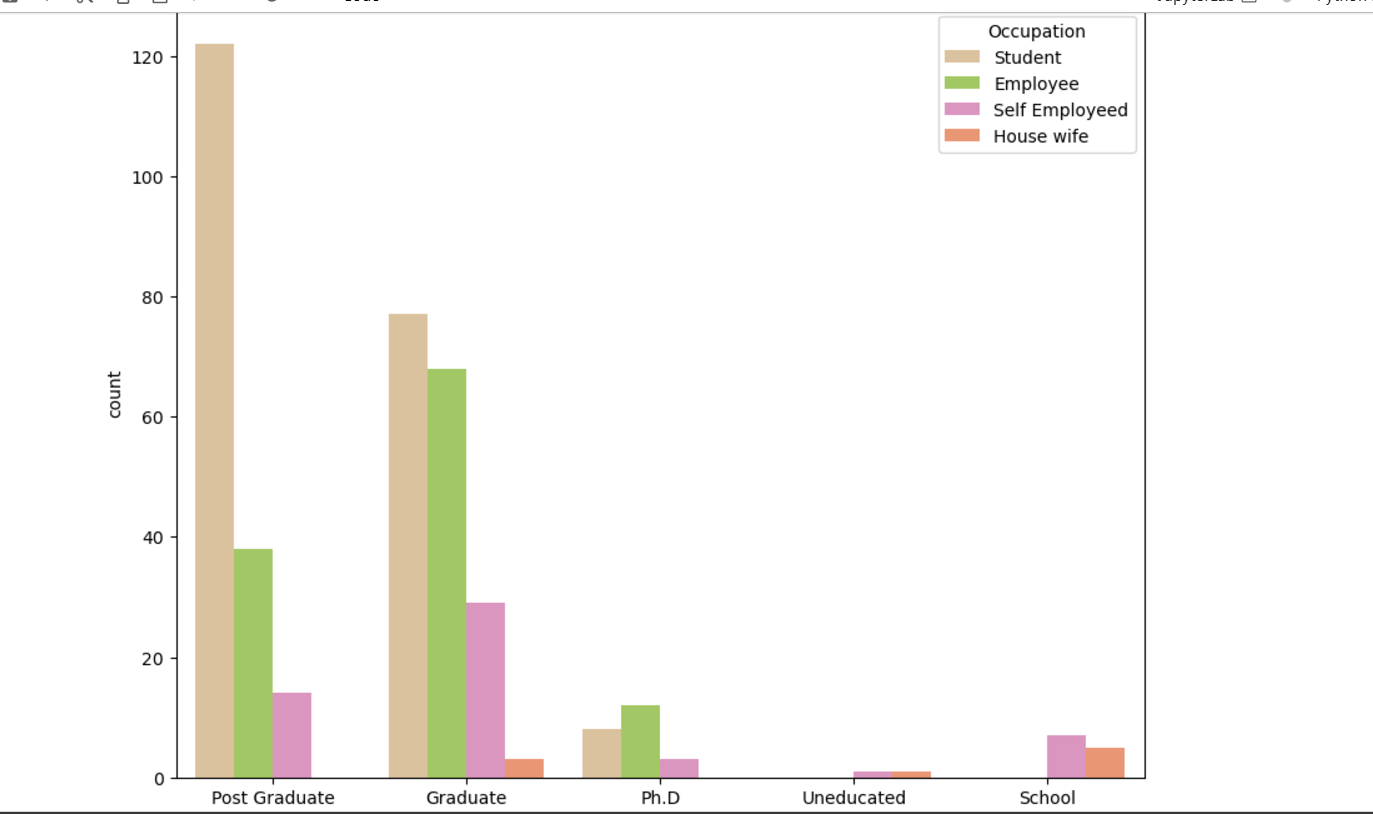 120
100
80
60
40
20
0
count
Occupation
Student
Employee
Self Employeed
House wife
Post Graduate
Graduate
Ph.D
Uneducated
School